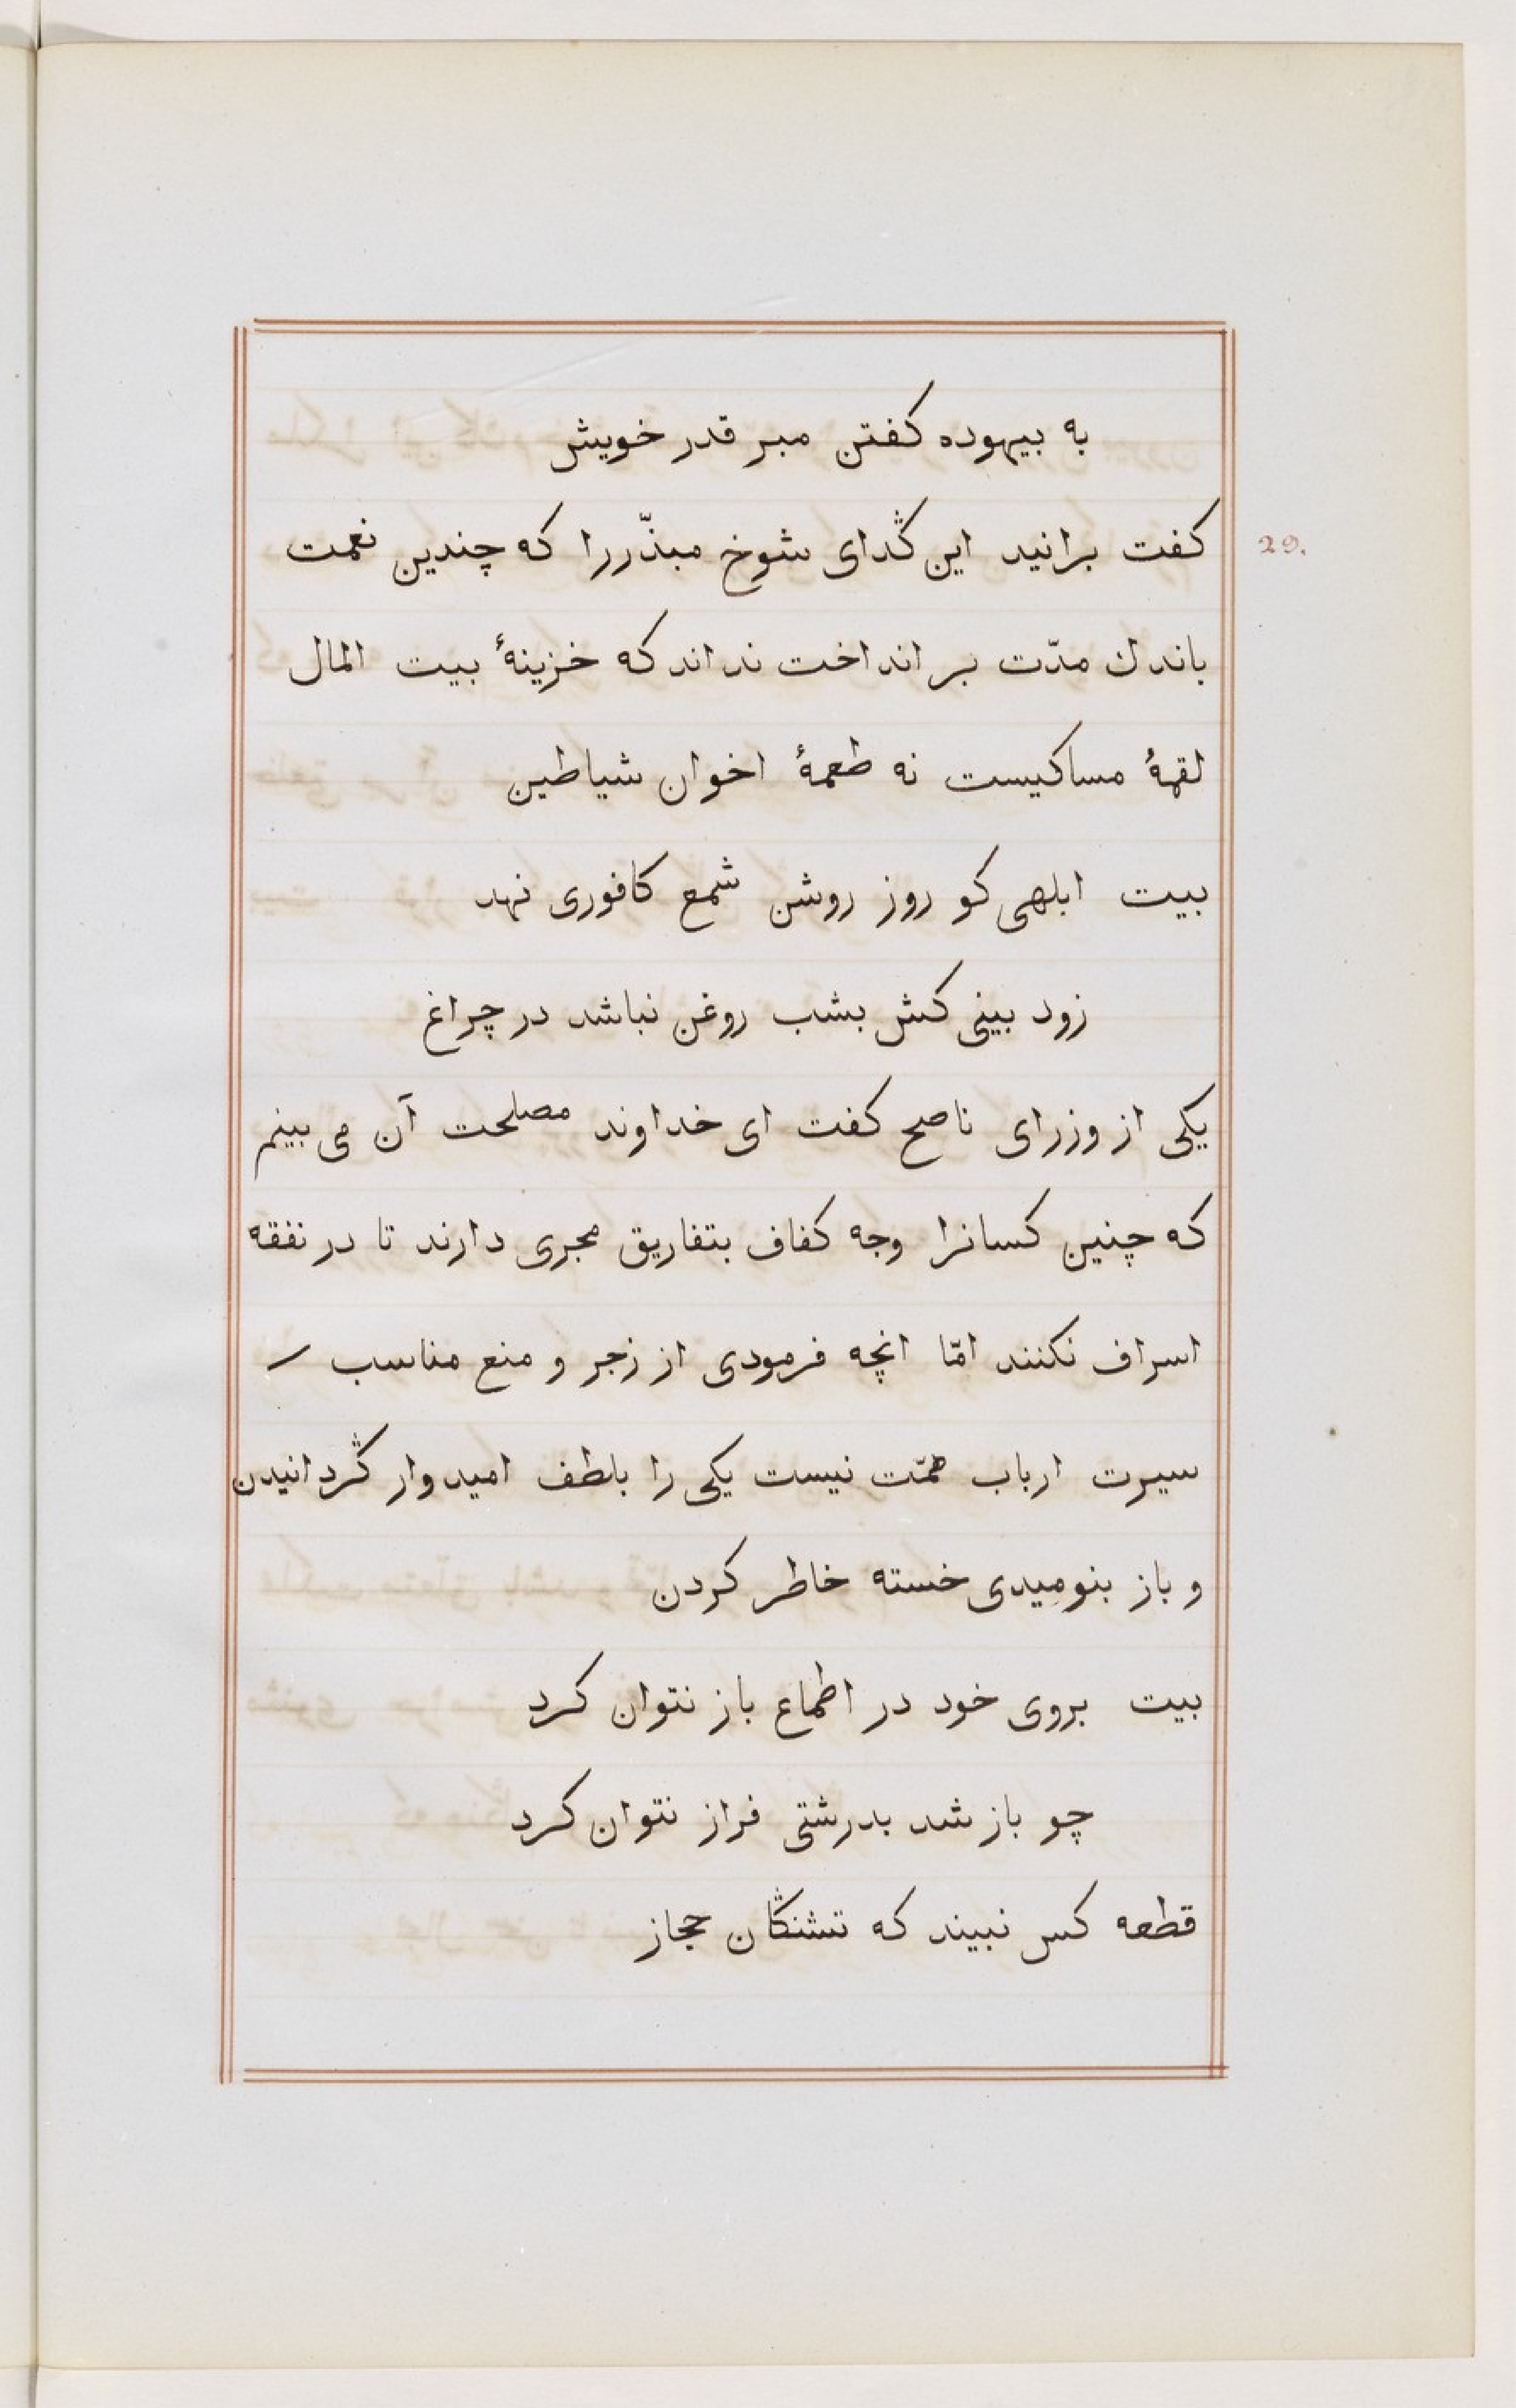 به بیهوده کفتن مبر قدر خویش
29.
کفت برانید این گدای شوخ مبذّررا که چندین نعمت
باندك مدّت بر انداخت نداند که خزینهٔ بیت المال
لقمهٔ مساکیست نه طعمهٔ اخوان شیاطین
بیت ابلهی کو روز روشن شمع کافوری نهد
زود بینی کش بشب روغن نباشد در چراغ
یکی از وزرای ناصح کفت ای خداوند مصلحت آن می بینم
که چنین کسانرا وجه کفاف بتفاریق مجری دارند تا در نفقه
اسراف نکنند امّا انچه فرمودی از زجر و منع مناسب
سیرت ارباب همّت نیست یکی را بلطف امیدوار گردانیدن
و باز بنومیدی خسته خاطر کردن
بیت بروی خود در اطماع باز نتوان کرد
چو باز شد بدرشتی فراز نتوان کرد
قطعه کس نبیند که تشنگان حجاز